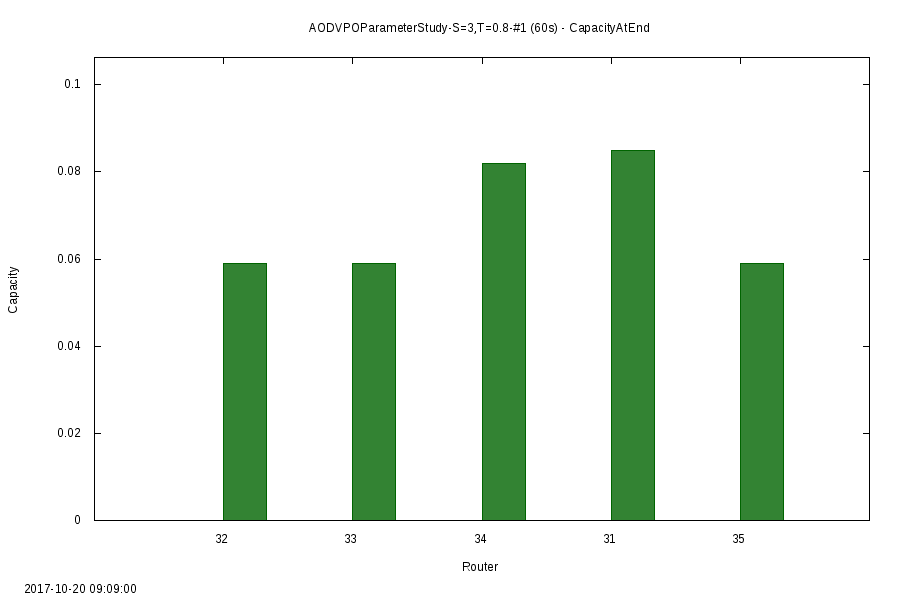 AODVPOParameterStudy-S=3,T=0.8-#1 (60s) - CapacityAtEnd
0.1
0.08
0.06
0.04
0.02
0
Capacity
32 33 34 31 35
Router
2017-10-20 09:09:00